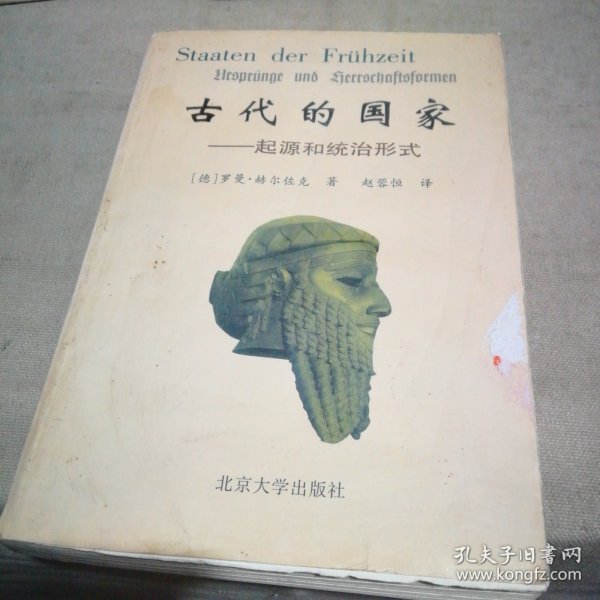 Staaten der Frühzeit
Ursprünge und Herrschaftsformen
古代的国家
——起源和统治形式
[德]罗曼·赫尔佐克 著 赵蓉恒 译
北京大学出版社
孔夫子旧书网
www.kongfz.com